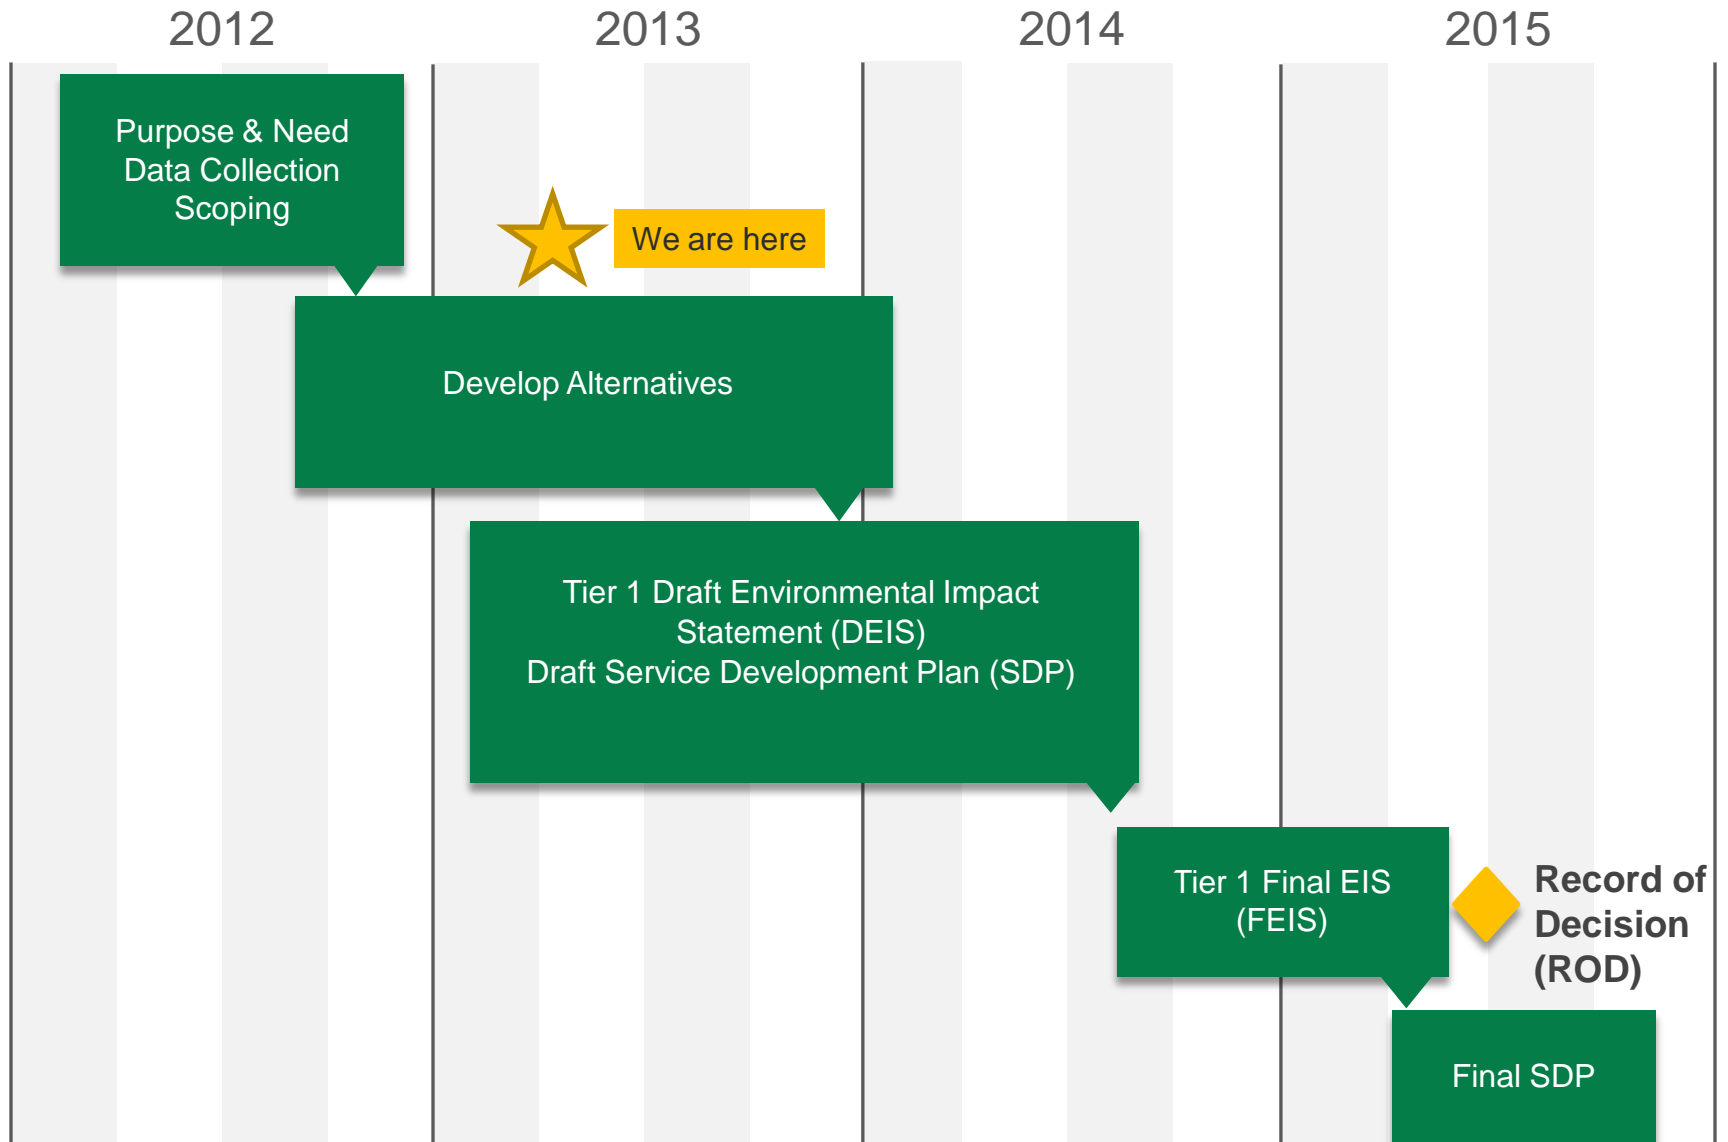 2012
2013
2014
2015
Purpose & Need
Data Collection
Scoping
We are here
Develop Alternatives
Tier 1 Draft Environmental Impact
Statement (DEIS)
Draft Service Development Plan (SDP)
Tier 1 Final EIS
(FEIS)
Record of
Decision
(ROD)
Final SDP